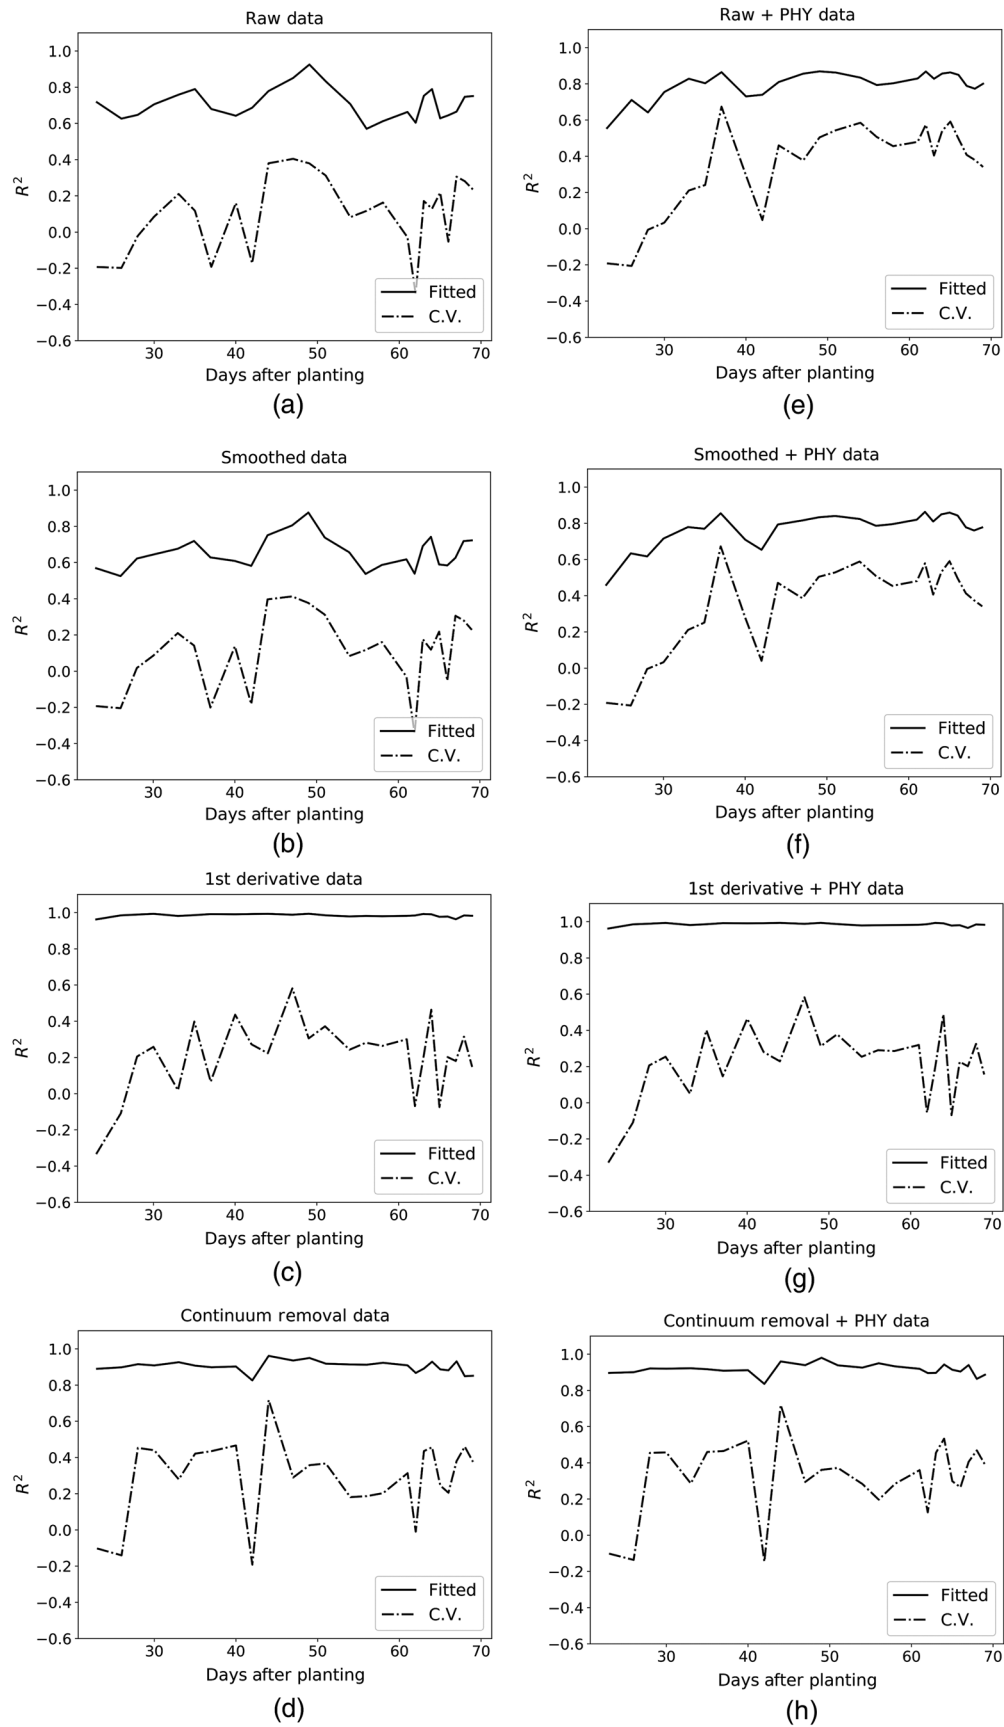 Raw data
1.0
0.8
0.6
0.4
0.2
0.0
−0.2
−0.4
−0.6
R²
30 40 50 60 70
Days after planting
Fitted
C.V.
(a)
Raw + PHY data
1.0
0.8
0.6
0.4
0.2
0.0
−0.2
−0.4
−0.6
R²
30 40 50 60 70
Days after planting
Fitted
C.V.
(e)
Smoothed data
1.0
0.8
0.6
0.4
0.2
0.0
−0.2
−0.4
−0.6
R²
30 40 50 60 70
Days after planting
Fitted
C.V.
(b)
Smoothed + PHY data
1.0
0.8
0.6
0.4
0.2
0.0
−0.2
−0.4
−0.6
R²
30 40 50 60 70
Days after planting
Fitted
C.V.
(f)
1st derivative data
1.0
0.8
0.6
0.4
0.2
0.0
−0.2
−0.4
−0.6
R²
30 40 50 60 70
Days after planting
Fitted
C.V.
(c)
1st derivative + PHY data
1.0
0.8
0.6
0.4
0.2
0.0
−0.2
−0.4
−0.6
R²
30 40 50 60 70
Days after planting
Fitted
C.V.
(g)
Continuum removal data
1.0
0.8
0.6
0.4
0.2
0.0
−0.2
−0.4
−0.6
R²
30 40 50 60 70
Days after planting
Fitted
C.V.
(d)
Continuum removal + PHY data
1.0
0.8
0.6
0.4
0.2
0.0
−0.2
−0.4
−0.6
R²
30 40 50 60 70
Days after planting
Fitted
C.V.
(h)